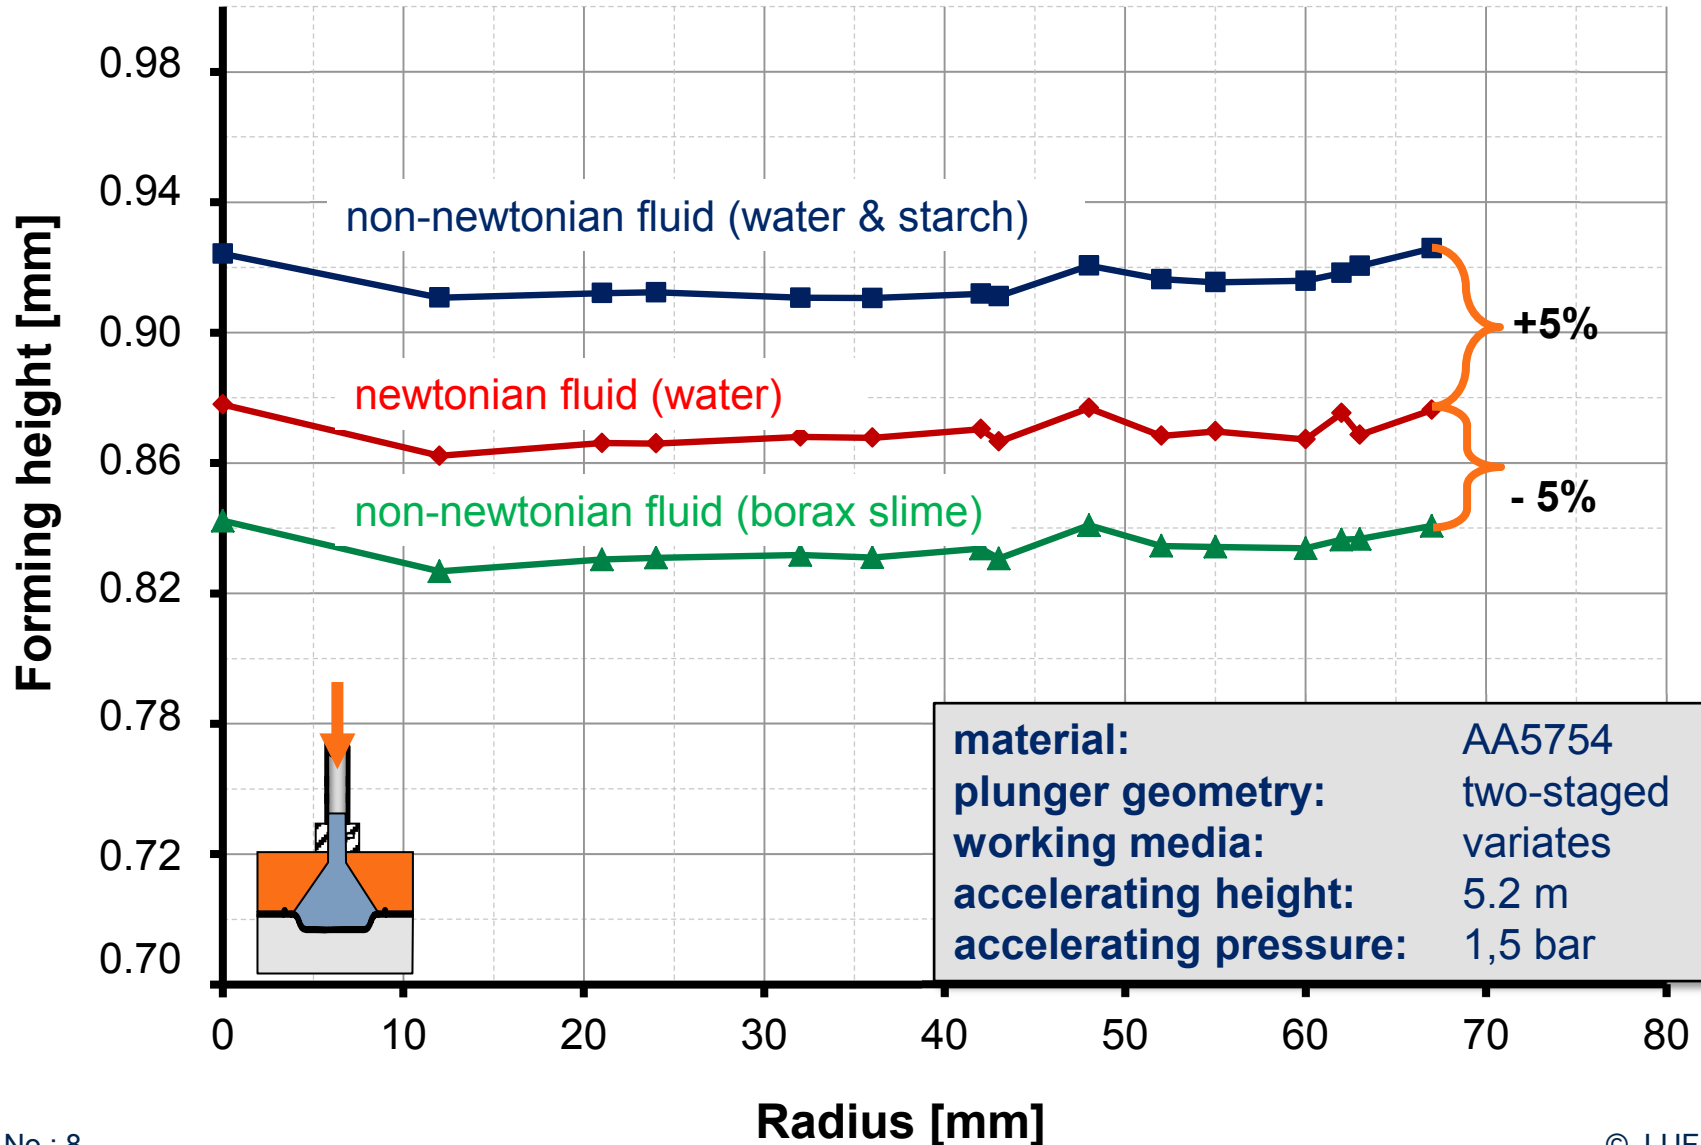 Forming height [mm]
0.98
0.94
0.90
0.86
0.82
0.78
0.72
0.70
non-newtonian fluid (water & starch)
newtonian fluid (water)
non-newtonian fluid (borax slime)
+5%
- 5%
material: AA5754
plunger geometry: two-staged
working media: variates
accelerating height: 5.2 m
accelerating pressure: 1,5 bar
0 10 20 30 40 50 60 70 80
Radius [mm]
No.: 8
©